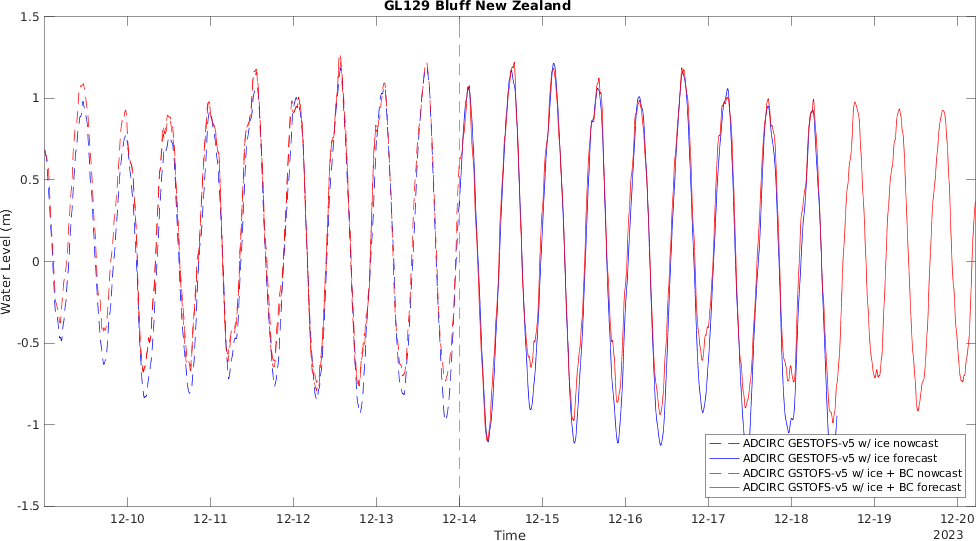 GL129 Bluff New Zealand
1.5
1
0.5
0
-0.5
-1
-1.5
Water Level (m)
ADCIRC GESTOFS-v5 w/ ice nowcast
ADCIRC GESTOFS-v5 w/ ice forecast
ADCIRC GSTOFS-v5 w/ ice + BC nowcast
ADCIRC GSTOFS-v5 w/ ice + BC forecast
12-10 12-11 12-12 12-13 12-14 12-15 12-16 12-17 12-18 12-19 12-20
Time
2023